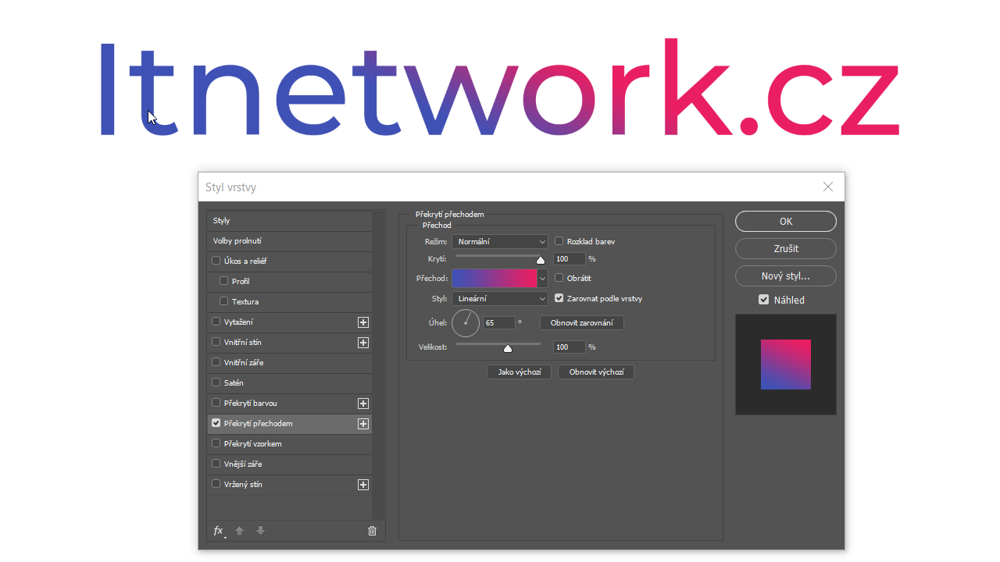 Itnetwork.cz
Styl vrstvy
Styly
Volby prolnutí
Úkos a reliéf
Profil
Textura
Vytažení
Vnitřní stín
Vnitřní záře
Satén
Překrytí barvou
Překrytí přechodem
Překrytí vzorkem
Vnější záře
Vržený stín
fx
Překrytí přechodem
Přechod
Režim: Normální Rozklad barev
Krytí: 100 %
Přechod: Obrátit
Styl: Lineární Zarovnat podle vrstvy
Úhel: 65 ° Obnovit zarovnání
Velikost: 100 %
Jako výchozí Obnovit výchozí
OK
Zrušit
Nový styl...
Náhled